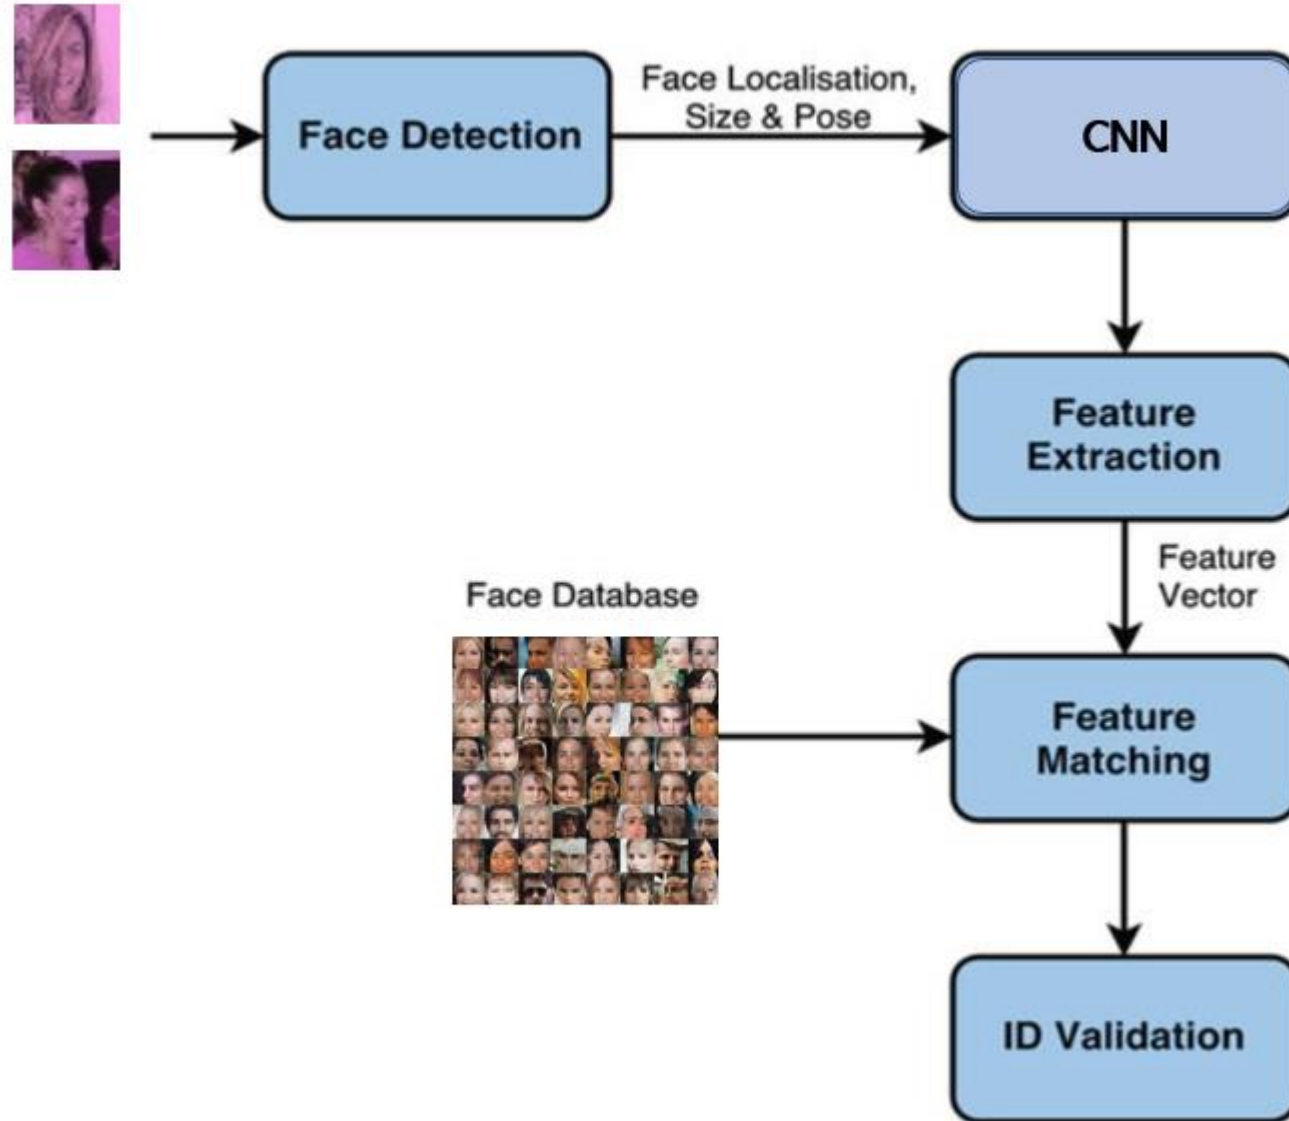 Face Detection
Face Localisation,
Size & Pose
CNN
Feature
Extraction
Feature
Vector
Face Database
Feature
Matching
ID Validation